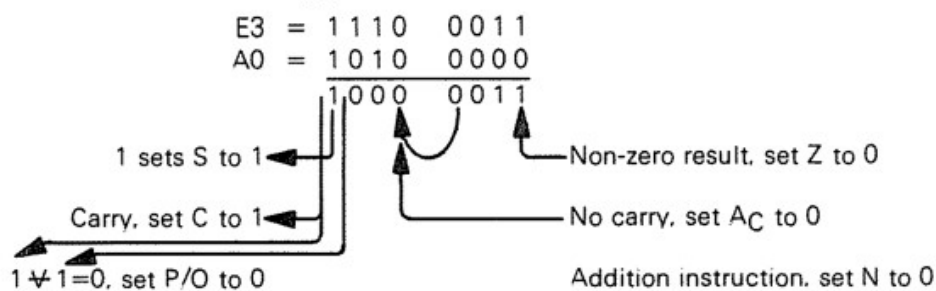 E3 = 1110 0011
A0 = 1010 0000
1000 0011
1 sets S to 1
Non-zero result, set Z to 0
Carry, set C to 1
No carry, set AC to 0
1 ⊻ 1=0, set P/O to 0
Addition instruction, set N to 0